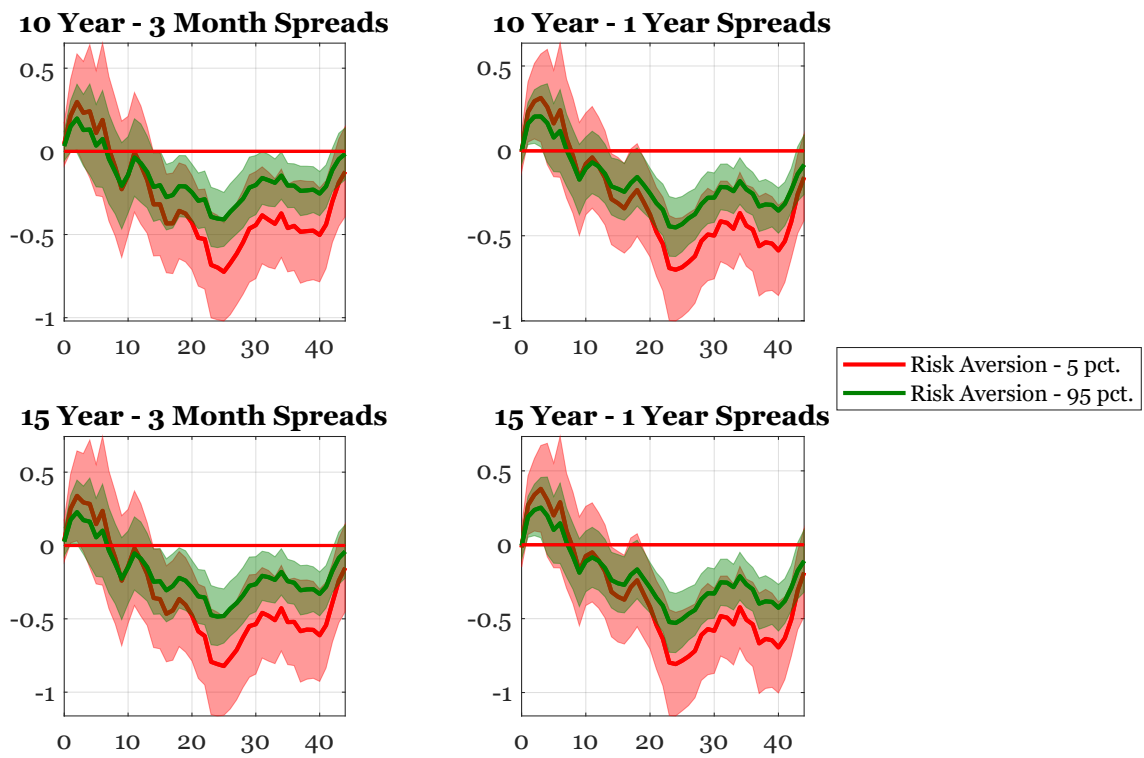 10 Year - 3 Month Spreads
0.5
0
-0.5
-1
0 10 20 30 40
10 Year - 1 Year Spreads
0.5
0
-0.5
-1
0 10 20 30 40
Risk Aversion - 5 pct.
Risk Aversion - 95 pct.
15 Year - 3 Month Spreads
0.5
0
-0.5
-1
0 10 20 30 40
15 Year - 1 Year Spreads
0.5
0
-0.5
-1
0 10 20 30 40